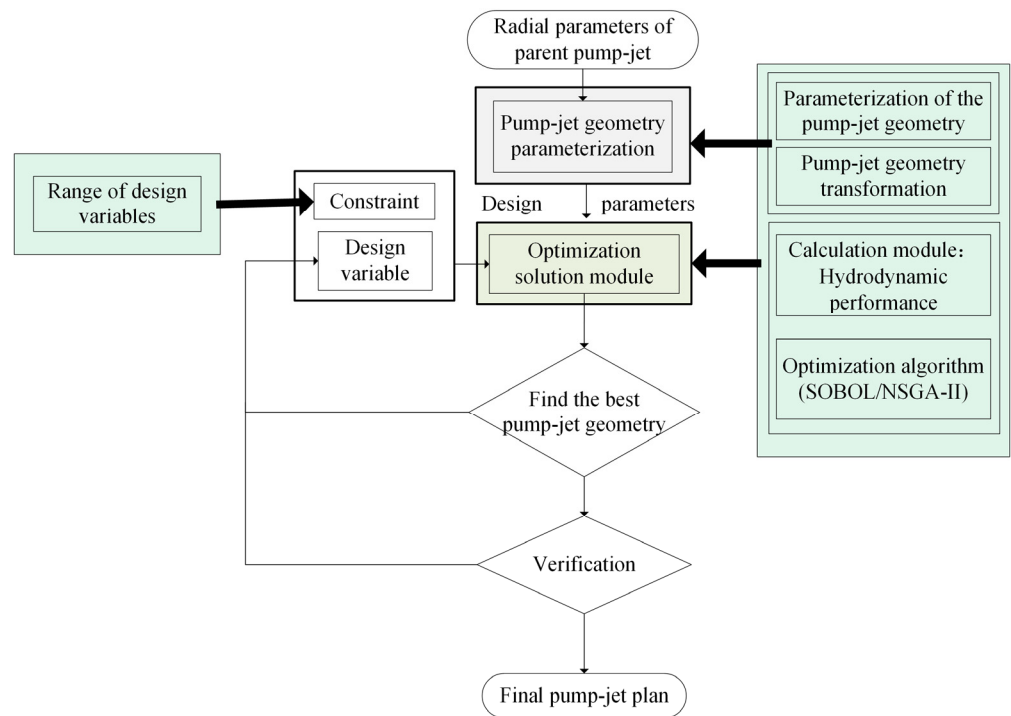 Radial parameters of
parent pump-jet
Pump-jet geometry
parameterization
Parameterization of the
pump-jet geometry
Pump-jet geometry
transformation
Range of design
variables
Constraint
Design parameters
Design
variable
Optimization
solution module
Calculation module：
Hydrodynamic
performance
Optimization algorithm
(SOBOL/NSGA-II)
Find the best
pump-jet geometry
Verification
Final pump-jet plan